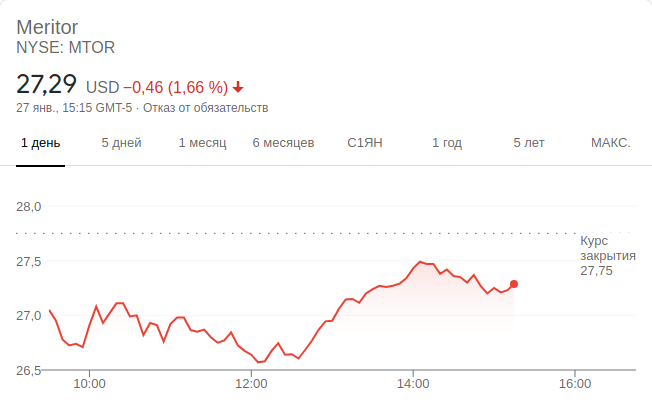 Meritor
NYSE: MTOR
27,29 USD −0,46 (1,66 %)
27 янв., 15:15 GMT-5 · Отказ от обязательств
1 день 5 дней 1 месяц 6 месяцев С1ЯН 1 год 5 лет МАКС.
28,0
Курс
закрытия
27,75
27,5
27,0
26,5
10:00 12:00 14:00 16:00